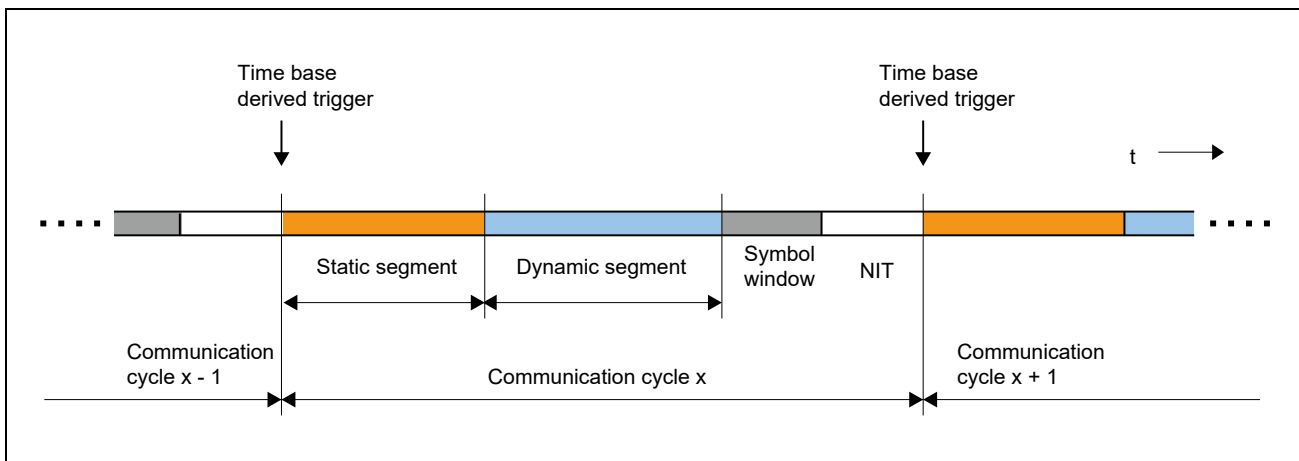 Time base
derived trigger
Time base
derived trigger
t
Static segment
Dynamic segment
Symbol
window
NIT
Communication
cycle x - 1
Communication cycle x
Communication
cycle x + 1